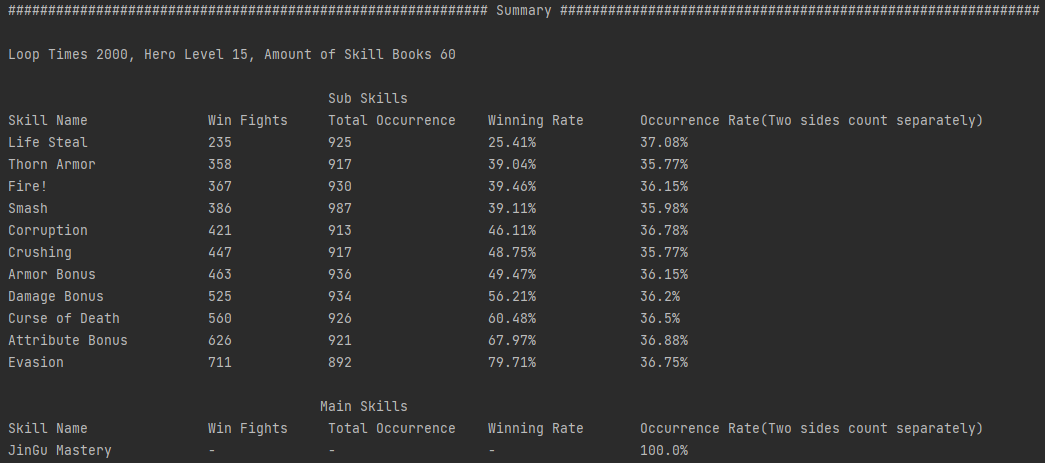 ############################################################ Summary ############################################################
Loop Times 2000, Hero Level 15, Amount of Skill Books 60
Sub Skills
Skill Name Win Fights Total Occurrence Winning Rate Occurrence Rate(Two sides count separately)
Life Steal 235 925 25.41% 37.08%
Thorn Armor 358 917 39.04% 35.77%
Fire! 367 930 39.46% 36.15%
Smash 386 987 39.11% 35.98%
Corruption 421 913 46.11% 36.78%
Crushing 447 917 48.75% 35.77%
Armor Bonus 463 936 49.47% 36.15%
Damage Bonus 525 934 56.21% 36.2%
Curse of Death 560 926 60.48% 36.5%
Attribute Bonus 626 921 67.97% 36.88%
Evasion 711 892 79.71% 36.75%
Main Skills
Skill Name Win Fights Total Occurrence Winning Rate Occurrence Rate(Two sides count separately)
JinGu Mastery - - - 100.0%